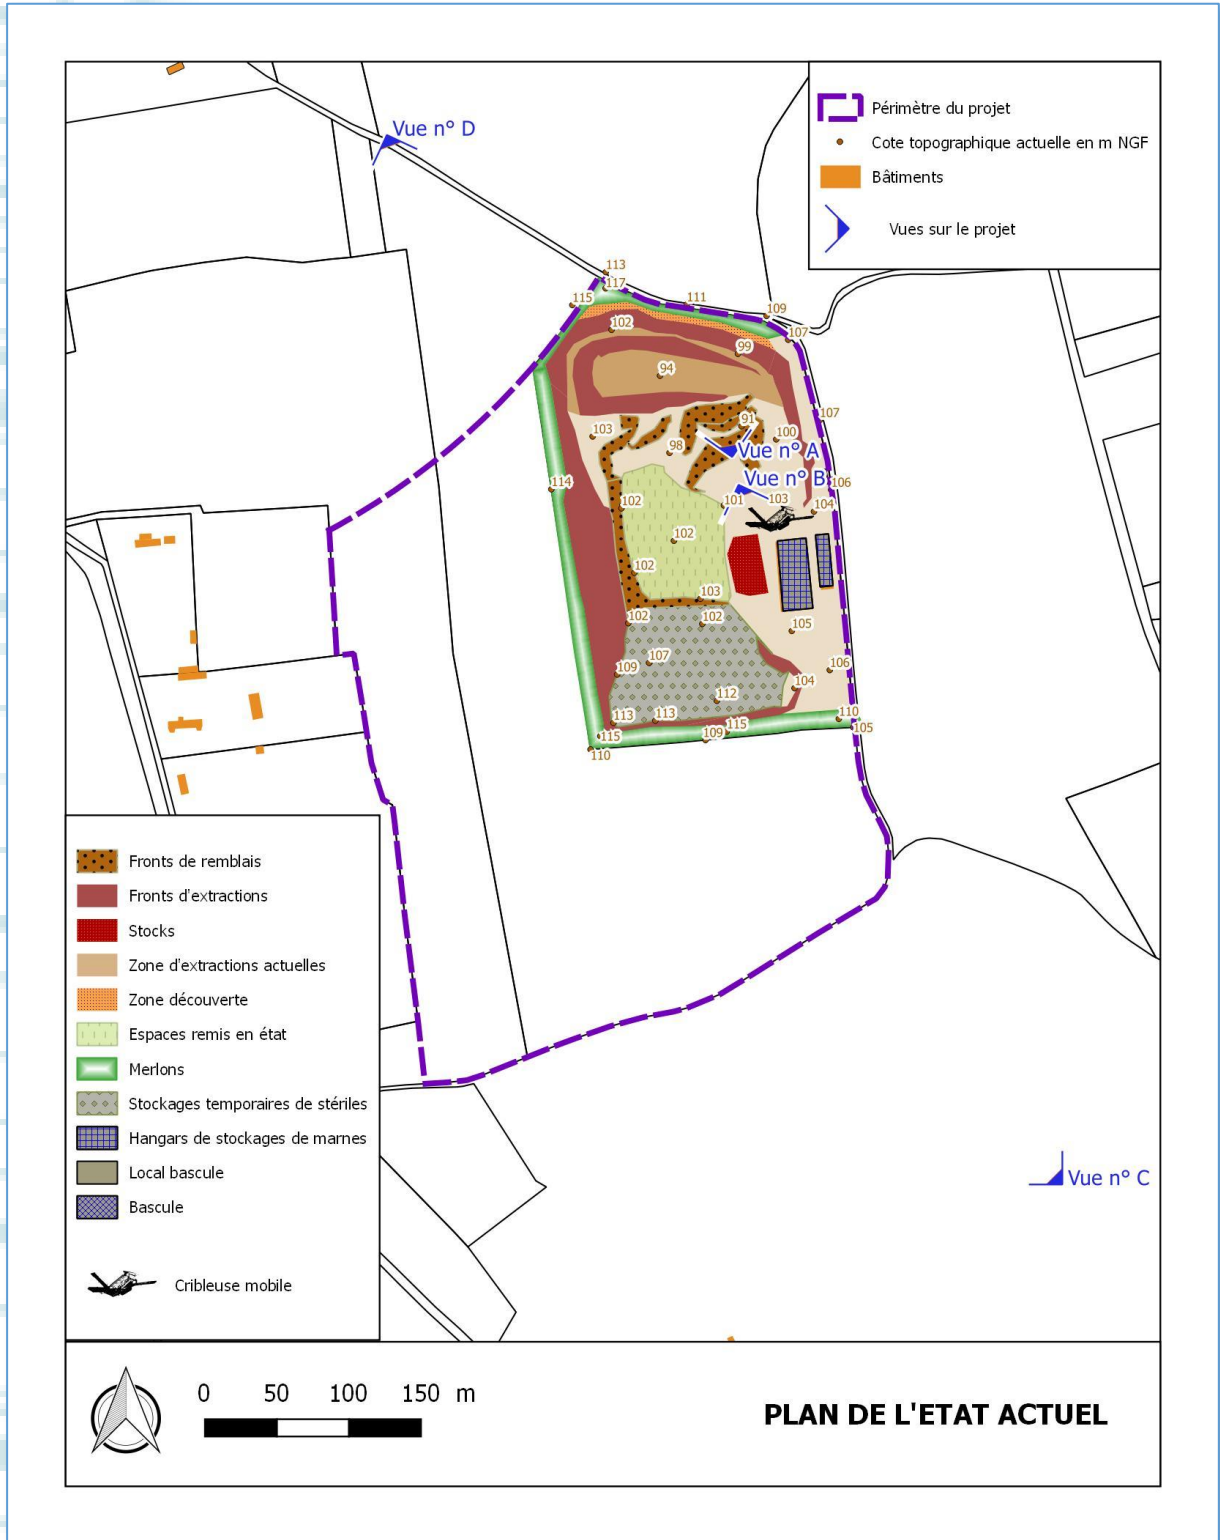 Périmètre du projet
Cote topographique actuelle en m NGF
Bâtiments
Vues sur le projet
Vue n° D
113
117
115
111
109
107
102
99
94
107
91
103
100
98
Vue n° A
Vue n° B
106
114
102
101
103
104
102
102
103
102
102
105
107
109
106
104
112
113
113
110
115
115
109
105
110
Fronts de remblais
Fronts d'extractions
Stocks
Zone d'extractions actuelles
Zone découverte
Espaces remis en état
Merlons
Stockages temporaires de stériles
Hangars de stockages de marnes
Local bascule
Bascule
Cribleuse mobile
Vue n° C
0 50 100 150 m
PLAN DE L'ETAT ACTUEL